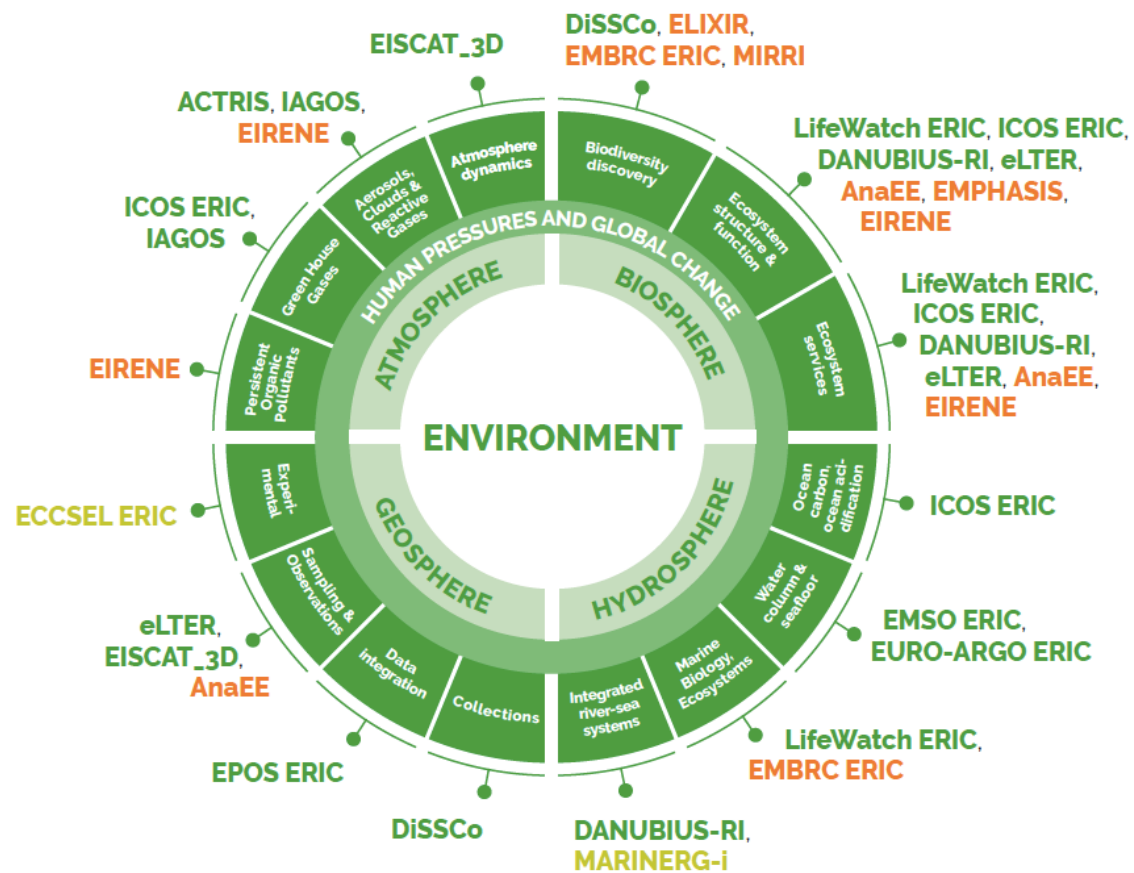 EISCAT_3D
DiSSCo, ELIXIR,
EMBRC ERIC, MIRRI
ACTRIS, IAGOS,
EIRENE
LifeWatch ERIC, ICOS ERIC,
DANUBIUS-RI, eLTER,
AnaEE, EMPHASIS,
EIRENE
ICOS ERIC,
IAGOS
LifeWatch ERIC,
ICOS ERIC,
DANUBIUS-RI,
eLTER, AnaEE,
EIRENE
EIRENE
ECCSEL ERIC
ICOS ERIC
eLTER,
EISCAT_3D,
AnaEE
EMSO ERIC,
EURO-ARGO ERIC
EPOS ERIC
LifeWatch ERIC,
EMBRC ERIC
DiSSCo
DANUBIUS-RI,
MARINERG-i
Atmosphere
dynamics
Biodiversity
discovery
Aerosols,
Clouds &
Reactive
Gases
Ecosystem
structure &
function
Green House
Gases
Ecosystem
services
Persistent
Organic
Pollutants
Experi-
mental
Ocean
carbon,
ocean aci-
dification
Sampling &
Observations
Water
column &
seafloor
Data
integration
Marine
Biology,
Ecosystems
Collections
Integrated
river-sea
systems
HUMAN PRESSURES AND GLOBAL CHANGE
ATMOSPHERE
BIOSPHERE
ENVIRONMENT
GEOSPHERE
HYDROSPHERE